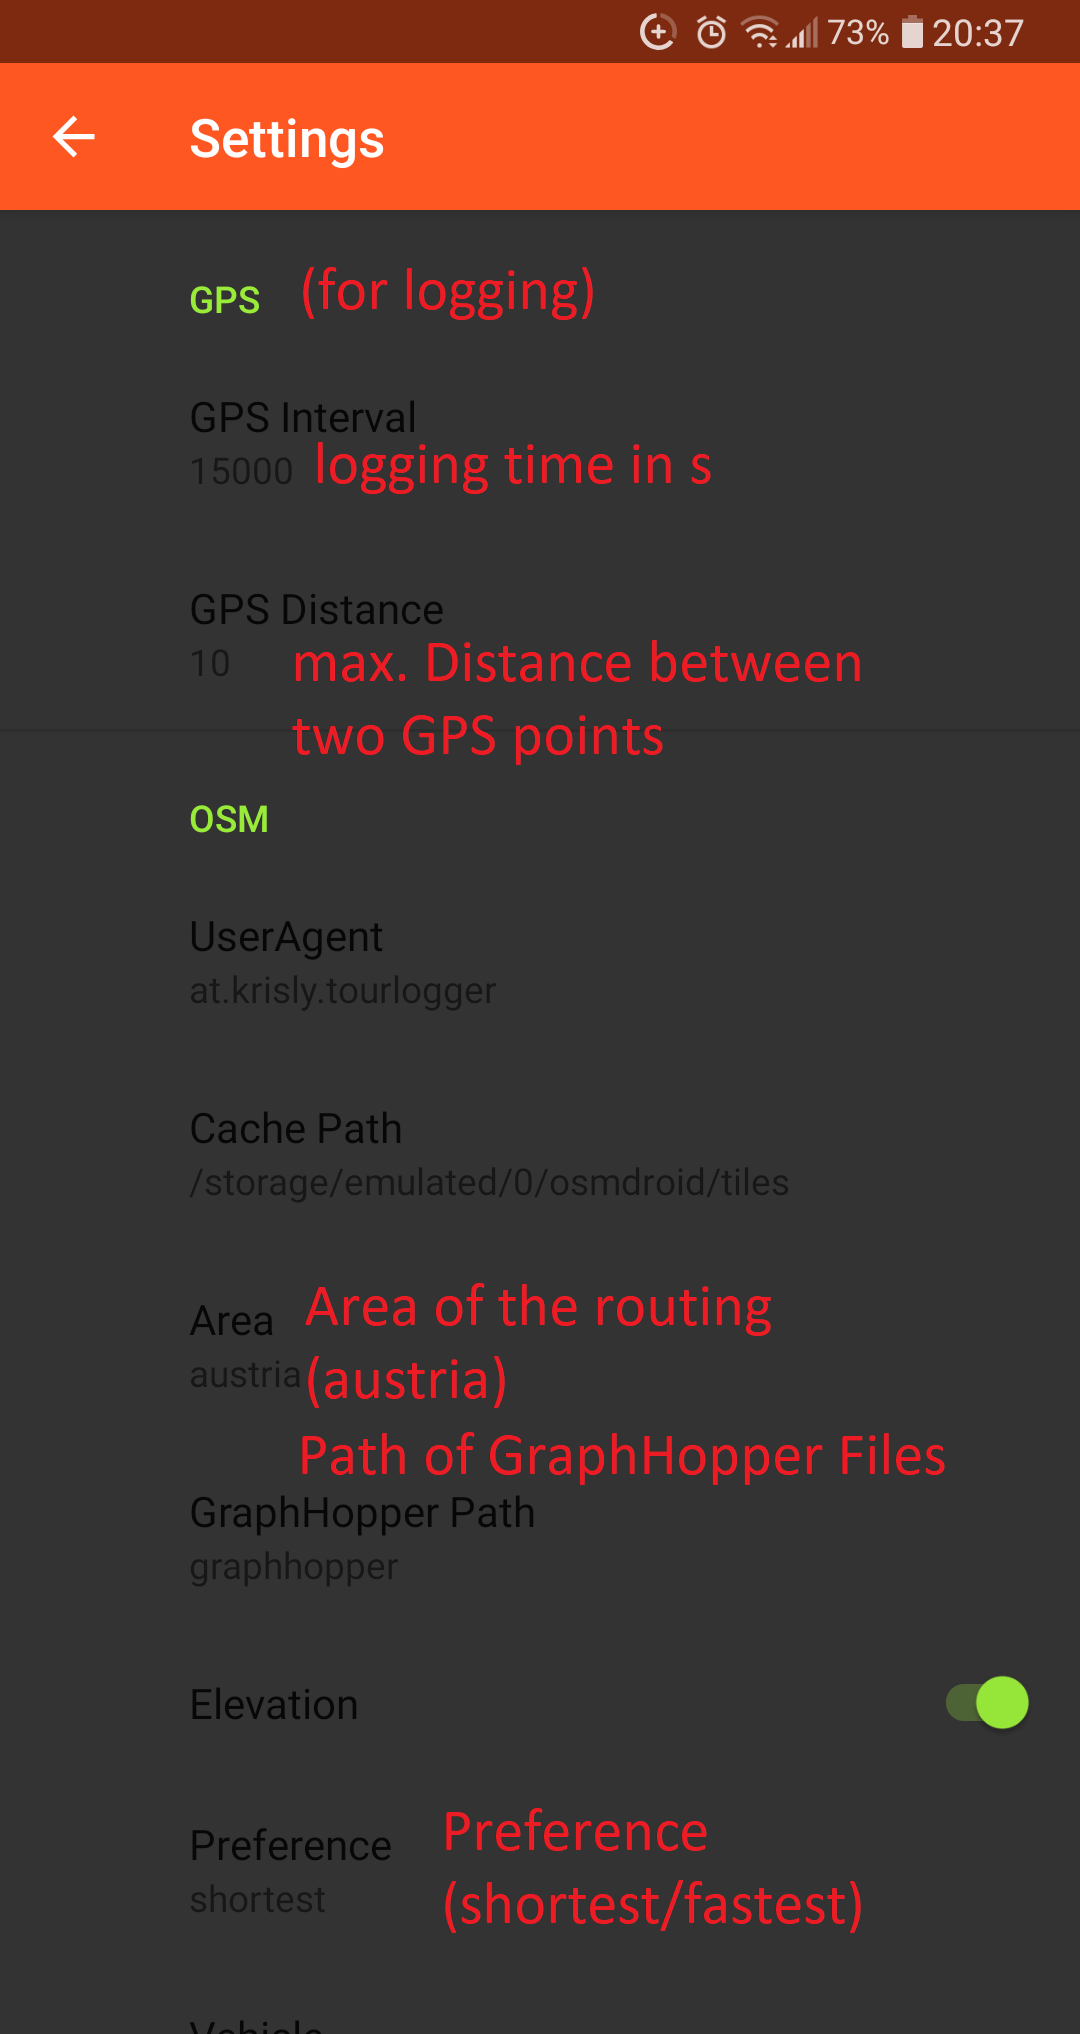 73% 20:37
Settings
GPS (for logging)
GPS Interval
15000 logging time in s
GPS Distance
10 max. Distance between
two GPS points
OSM
UserAgent
at.krisly.tourlogger
Cache Path
/storage/emulated/0/osmdroid/tiles
Area Area of the routing
austria (austria)
Path of GraphHopper Files
GraphHopper Path
graphhopper
Elevation
Preference Preference
shortest (shortest/fastest)
Vehicle